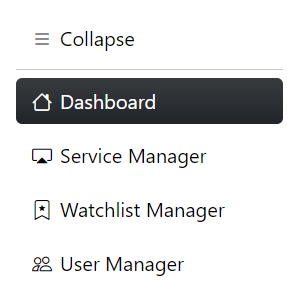 Collapse
Dashboard
Service Manager
Watchlist Manager
User Manager